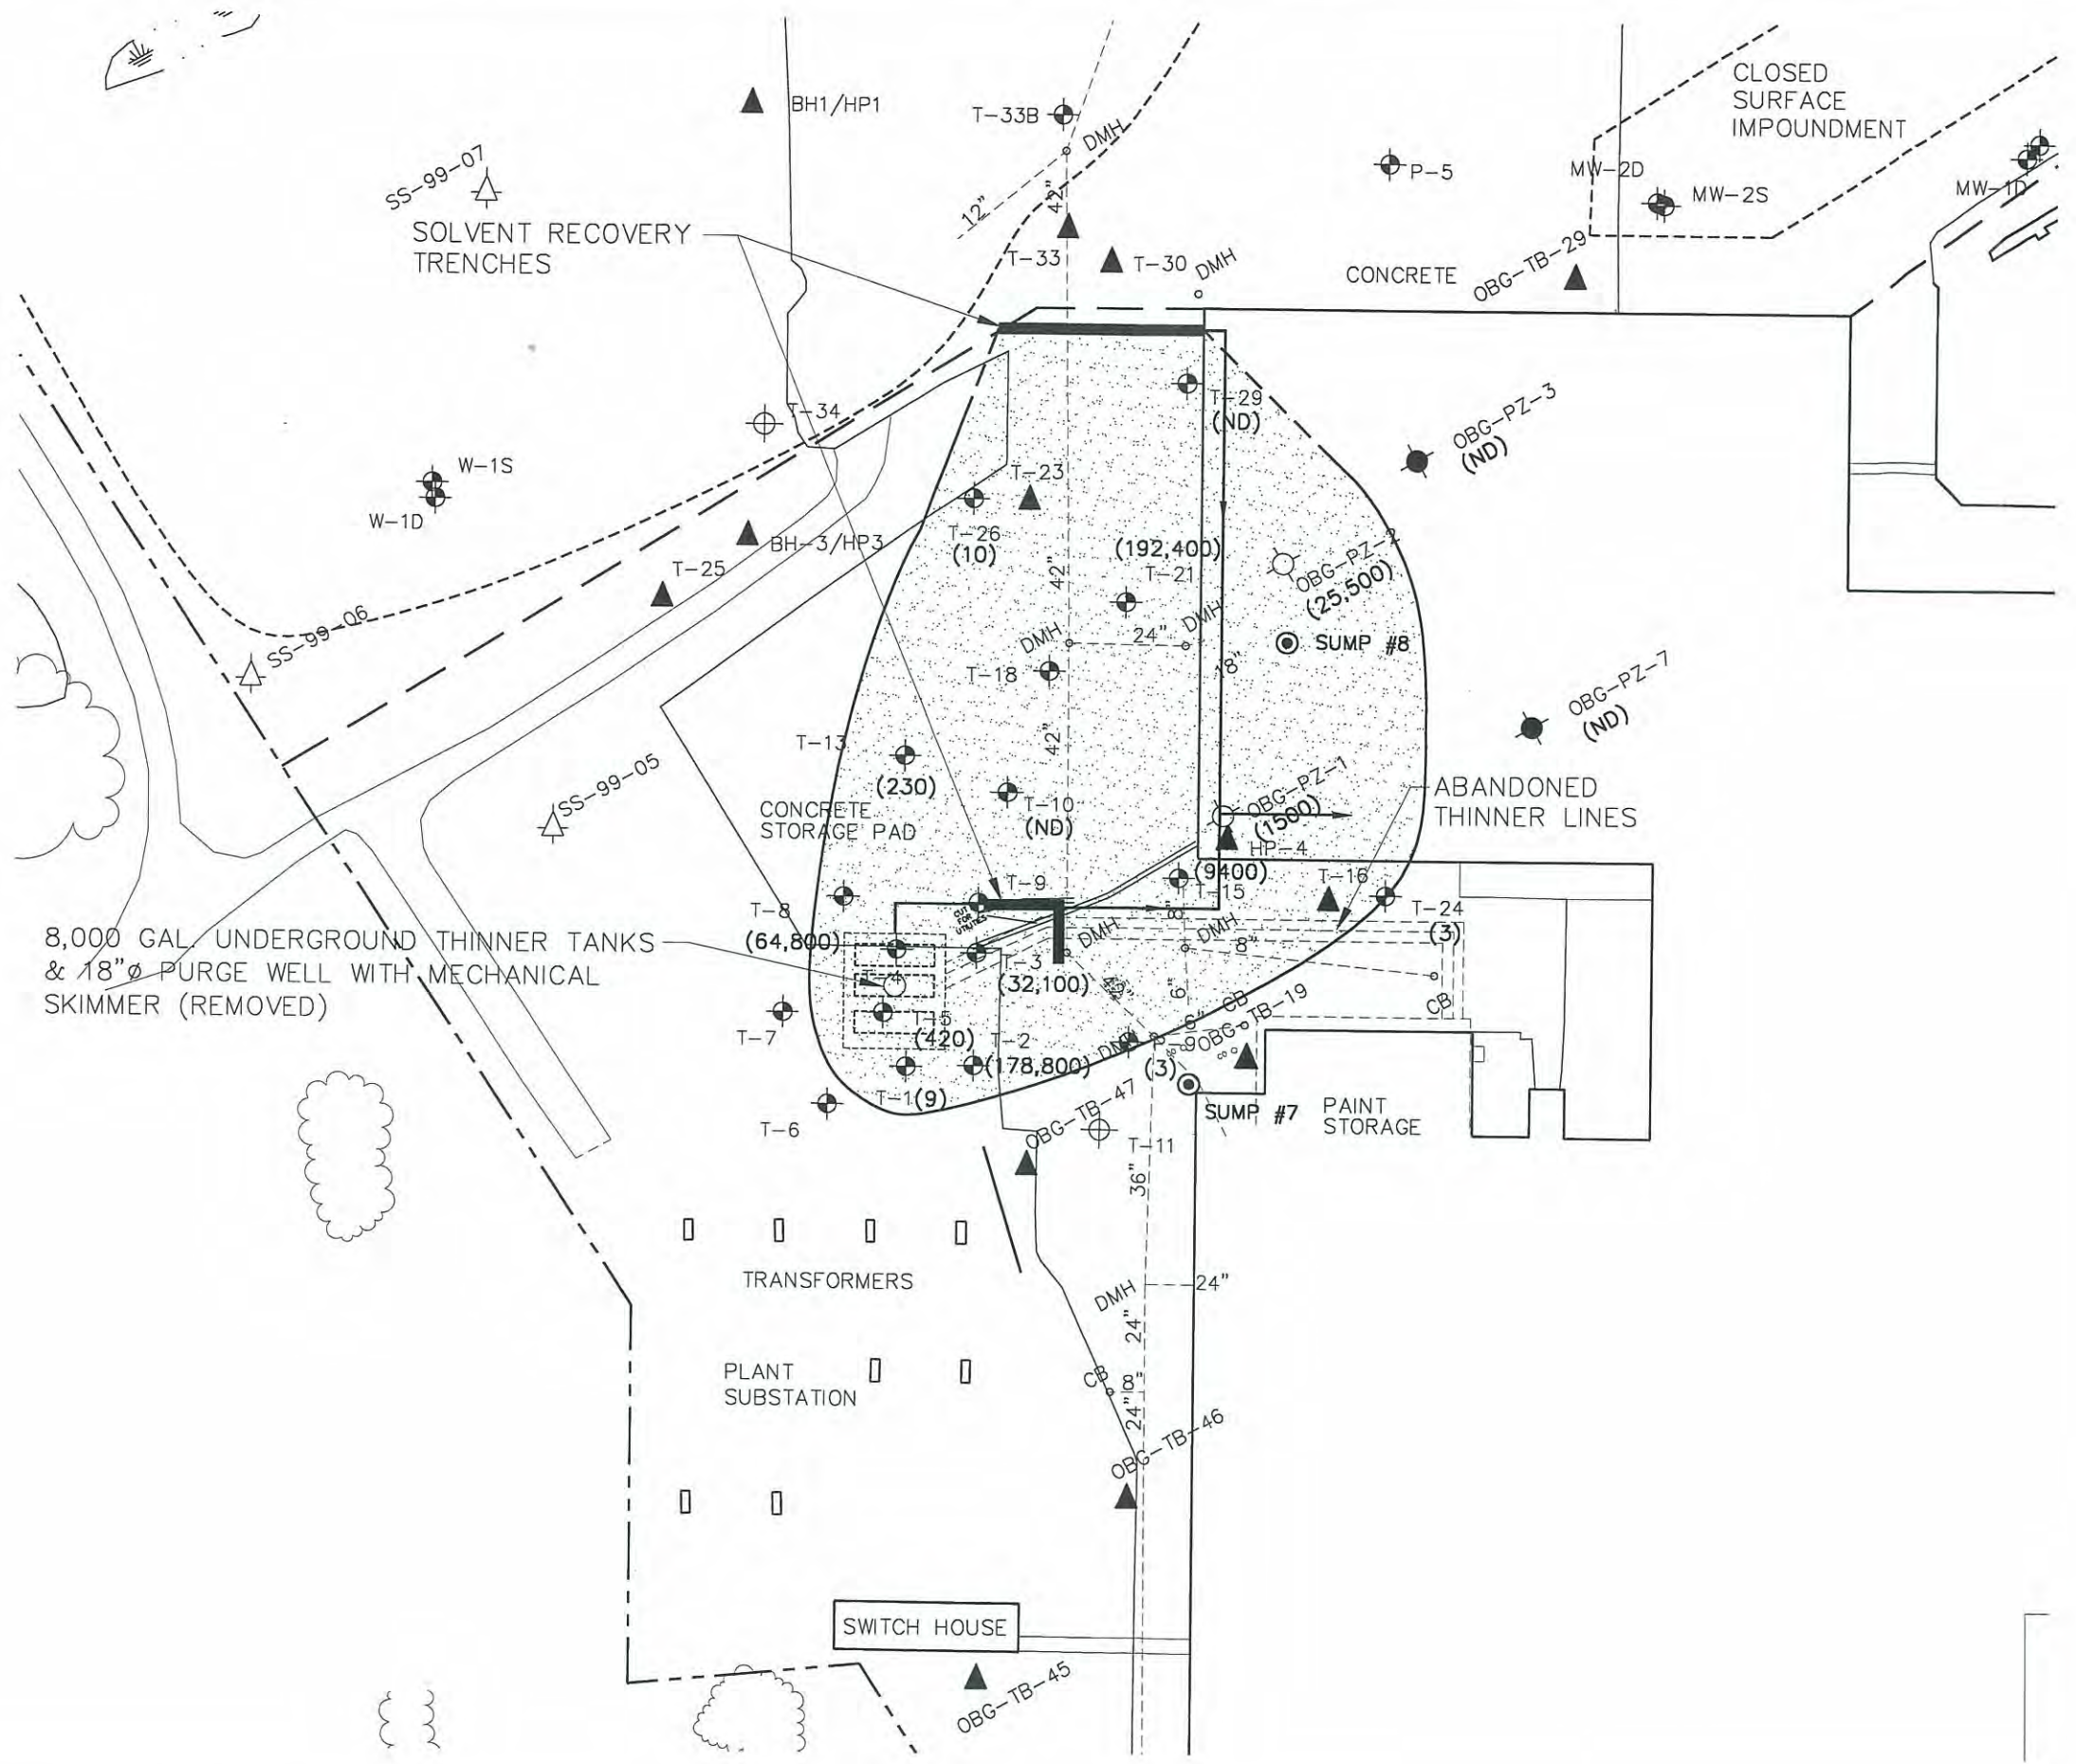 CLOSED
SURFACE
IMPOUNDMENT
BH1/HP1
T-33B
DMH
P-5
MW-2D
MW-2S
MW-1D
SS-99-07
12"
42"
SOLVENT RECOVERY
TRENCHES
T-33
T-30
DMH
CONCRETE
OBG-TB-29
T-34
T-29
(ND)
OBG-PZ-3
(ND)
W-1S
W-1D
T-23
T-26
(10)
BH-3/HP3
(192,400)
T-21
42"
OBG-PZ-2
(25,500)
T-25
SS-99-06
DMH
24"
DMH
SUMP #8
T-18
18"
OBG-PZ-7
(ND)
42"
T-13
(230)
SS-99-05
CONCRETE
STORAGE PAD
T-10
(ND)
OBG-PZ-1
(1500)
ABANDONED
THINNER LINES
HP-4
(9400)
T-15
T-16
T-9
T-8
CUT
FOR
UTILITIES
8"
T-24
(3)
8,000 GAL. UNDERGROUND THINNER TANKS
& 18"ø PURGE WELL WITH MECHANICAL
SKIMMER (REMOVED)
(64,800)
T-4
T-3
(32,100)
DMH
DMH
8"
42"
6"
CB
CB
T-7
T-5
(420)
T-2
(178,800)
6"
OBG-TB-19
(3)
T-1(9)
T-6
OBG-TB-47
SUMP #7
PAINT
STORAGE
T-11
36"
TRANSFORMERS
DMH
24"
24"
PLANT
SUBSTATION
CB
8"
24"
OBG-TB-46
SWITCH HOUSE
OBG-TB-45